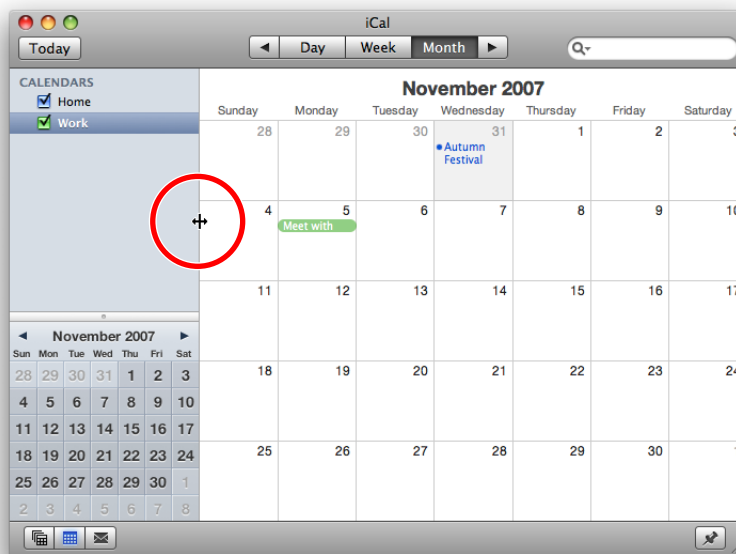 iCal
Today
Day Week Month
CALENDARS
Home
Work
November 2007
Sunday Monday Tuesday Wednesday Thursday Friday Saturday
28 29 30 31 1 2 3
Autumn
Festival
4 5 6 7 8 9 10
Meet with
11 12 13 14 15 16 17
18 19 20 21 22 23 24
25 26 27 28 29 30
November 2007
Sun Mon Tue Wed Thu Fri Sat
28 29 30 31 1 2 3
4 5 6 7 8 9 10
11 12 13 14 15 16 17
18 19 20 21 22 23 24
25 26 27 28 29 30 1
2 3 4 5 6 7 8